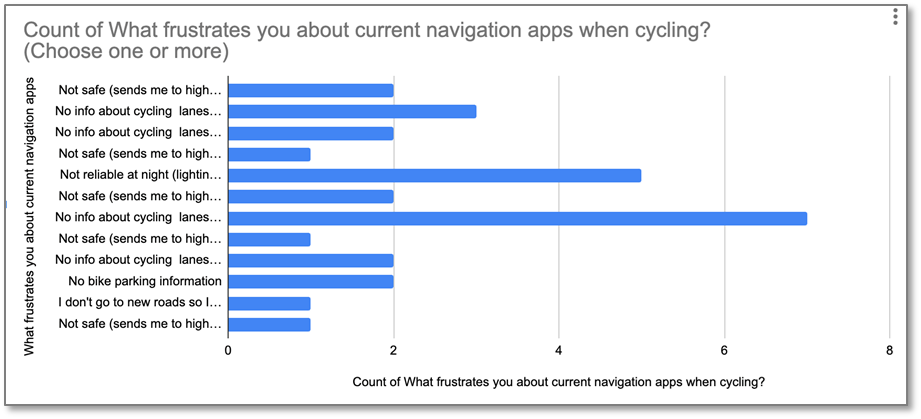 Count of What frustrates you about current navigation apps when cycling?
(Choose one or more)
What frustrates you about current navigation apps
Not safe (sends me to high…
No info about cycling  lanes…
No info about cycling  lanes…
Not safe (sends me to high…
Not reliable at night (lightin…
Not safe (sends me to high…
No info about cycling  lanes…
Not safe (sends me to high…
No info about cycling  lanes…
No bike parking information
I don't go to new roads so I…
Not safe (sends me to high…
0 2 4 6 8
Count of What frustrates you about current navigation apps when cycling?